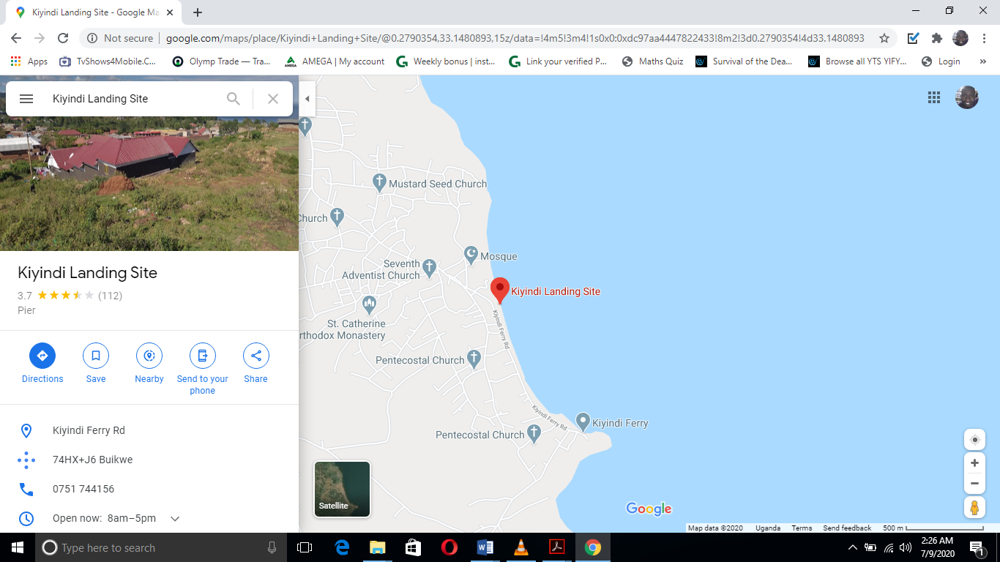 Kiyindi Landing Site - Google Ma
Not secure
google.com/maps/place/Kiyindi+Landing+Site/@0.2790354,33.1480893,15z/data=!4m5!3m4!1s0x0:0xdc97aa4447822433!8m2!3d0.2790354!4d33.1480893
Apps
TvShows4Mobile.C...
Olymp Trade — Tra...
AMEGA
AMEGA | My account
Weekly bonus | inst...
Link your verified P...
Maths Quiz
Survival of the Dea...
Browse all YTS YIFY...
Login
»
Kiyindi Landing Site
Kiyindi Landing Site
3.7 (112)
Pier
Directions
Save
Nearby
Send to your
phone
Share
Kiyindi Ferry Rd
74HX+J6 Buikwe
0751 744156
Open now: 8am–5pm
Mustard Seed Church
Church
Mosque
Seventh
Adventist Church
Kiyindi Landing Site
Kiyindi Ferry Rd
St. Catherine
rthodox Monastery
Pentecostal Church
Kiyindi Ferry Rd
Kiyindi Ferry
Pentecostal Church
Satellite
Google
Map data ©2020
Uganda
Terms
Send feedback
500 m
Type here to search
2:26 AM
7/9/2020
1